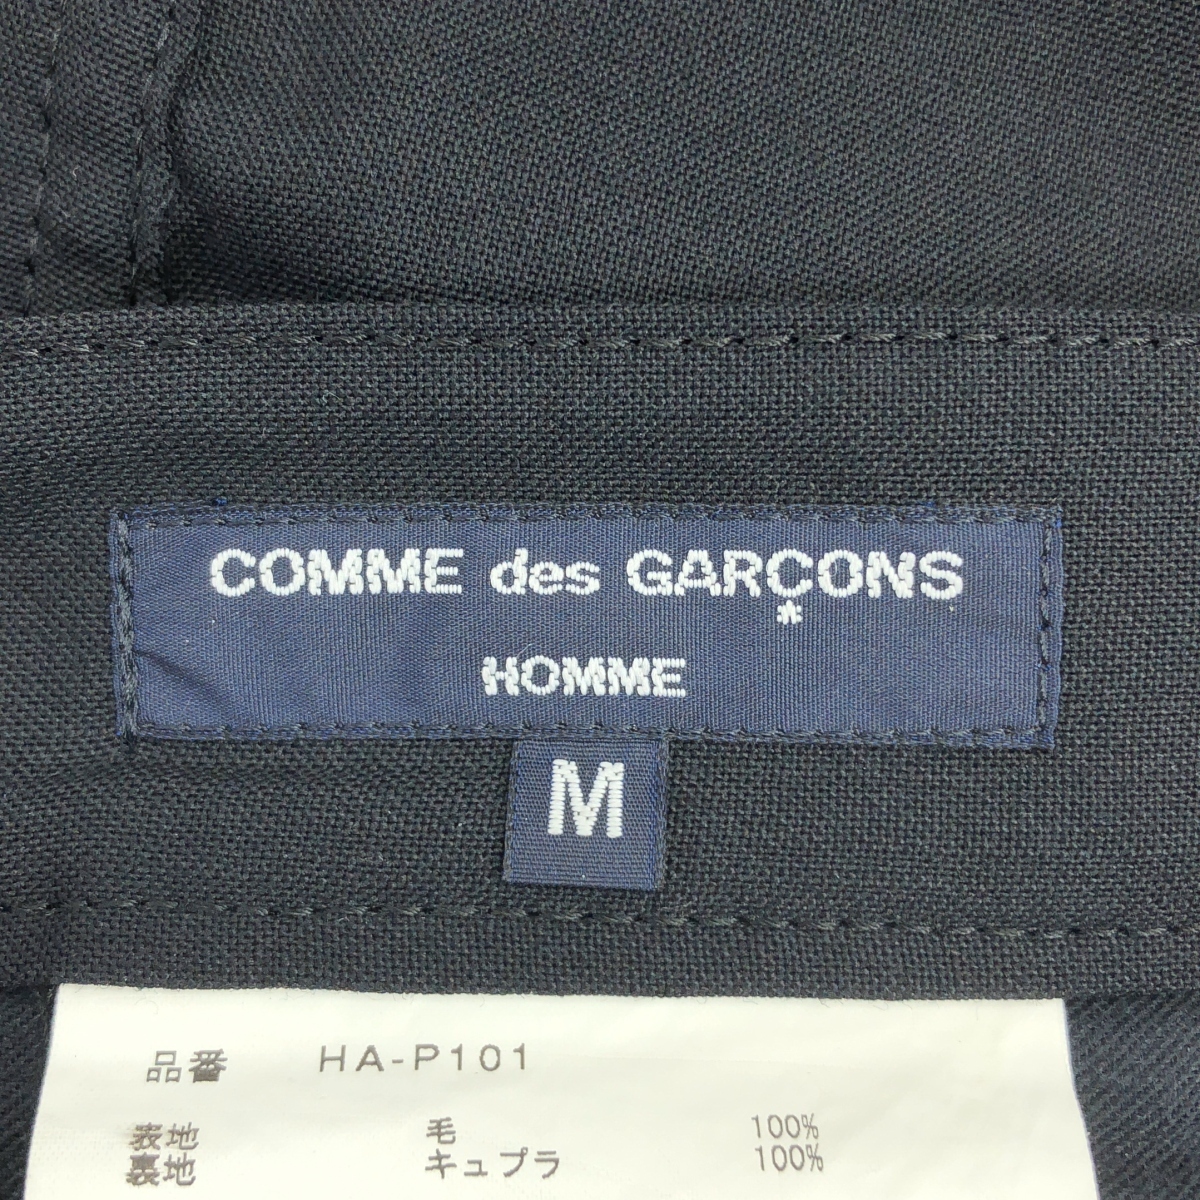 COMME des GARÇONS
*
HOMME
M
品番 HA-P101
表地 毛 100%
裏地 キュプラ 100%